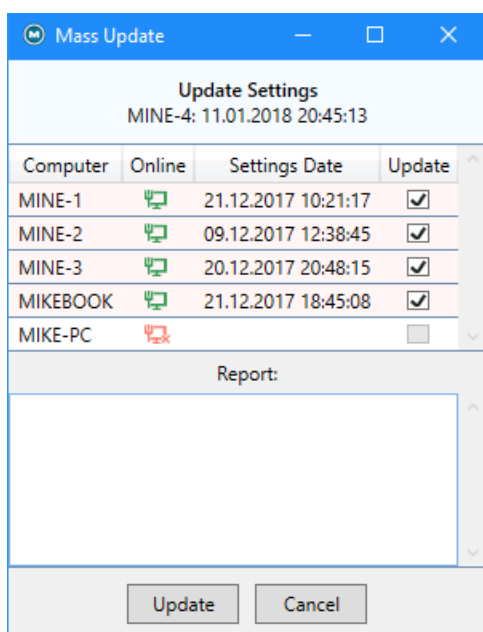 Mass Update
Update Settings
MINE-4: 11.01.2018 20:45:13
Computer Online Settings Date Update
MINE-1 21.12.2017 10:21:17
MINE-2 09.12.2017 12:38:45
MINE-3 20.12.2017 20:48:15
MIKEBOOK 21.12.2017 18:45:08
MIKE-PC
Report:
Update Cancel